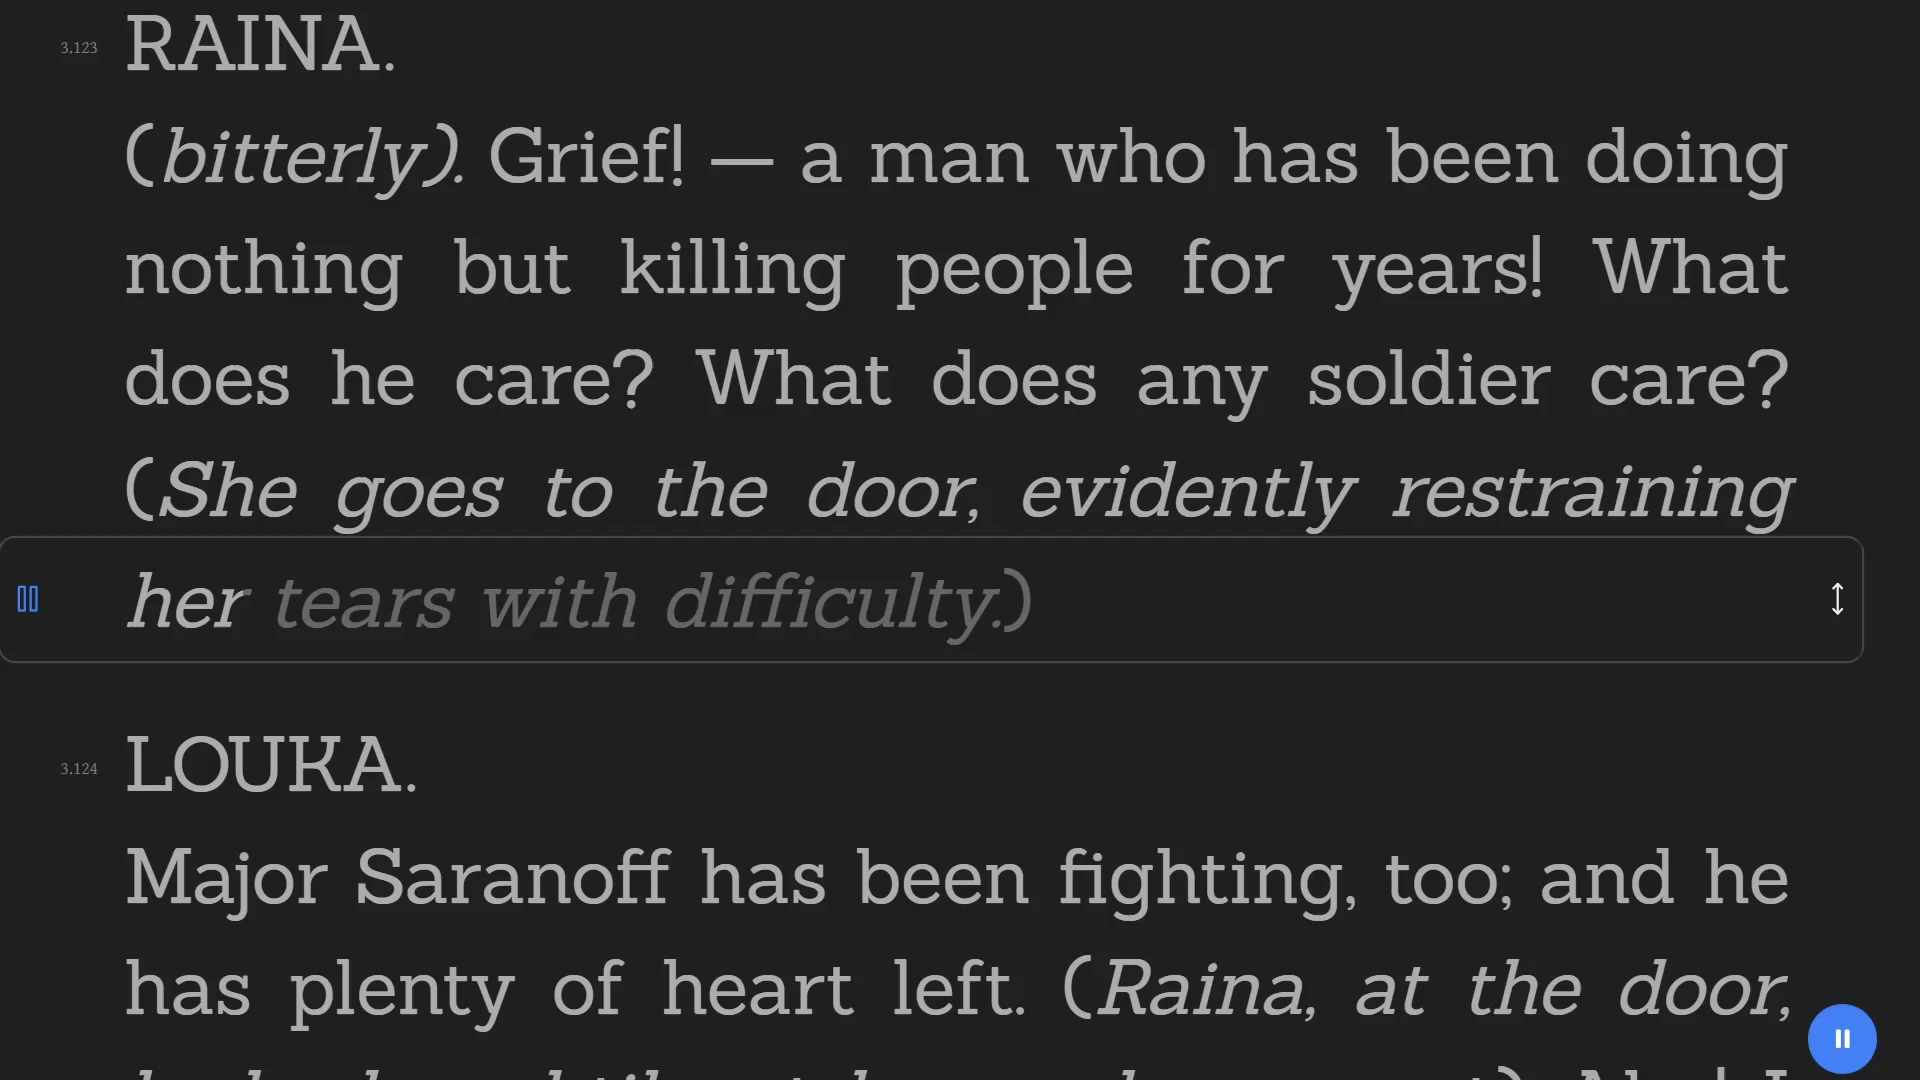 3.123 RAINA.
(bitterly). Grief! — a man who has been doing
nothing but killing people for years! What
does he care? What does any soldier care?
(She goes to the door, evidently restraining
her tears with difficulty.)
3.124 LOUKA.
Major Saranoff has been fighting, too; and he
has plenty of heart left. (Raina, at the door,